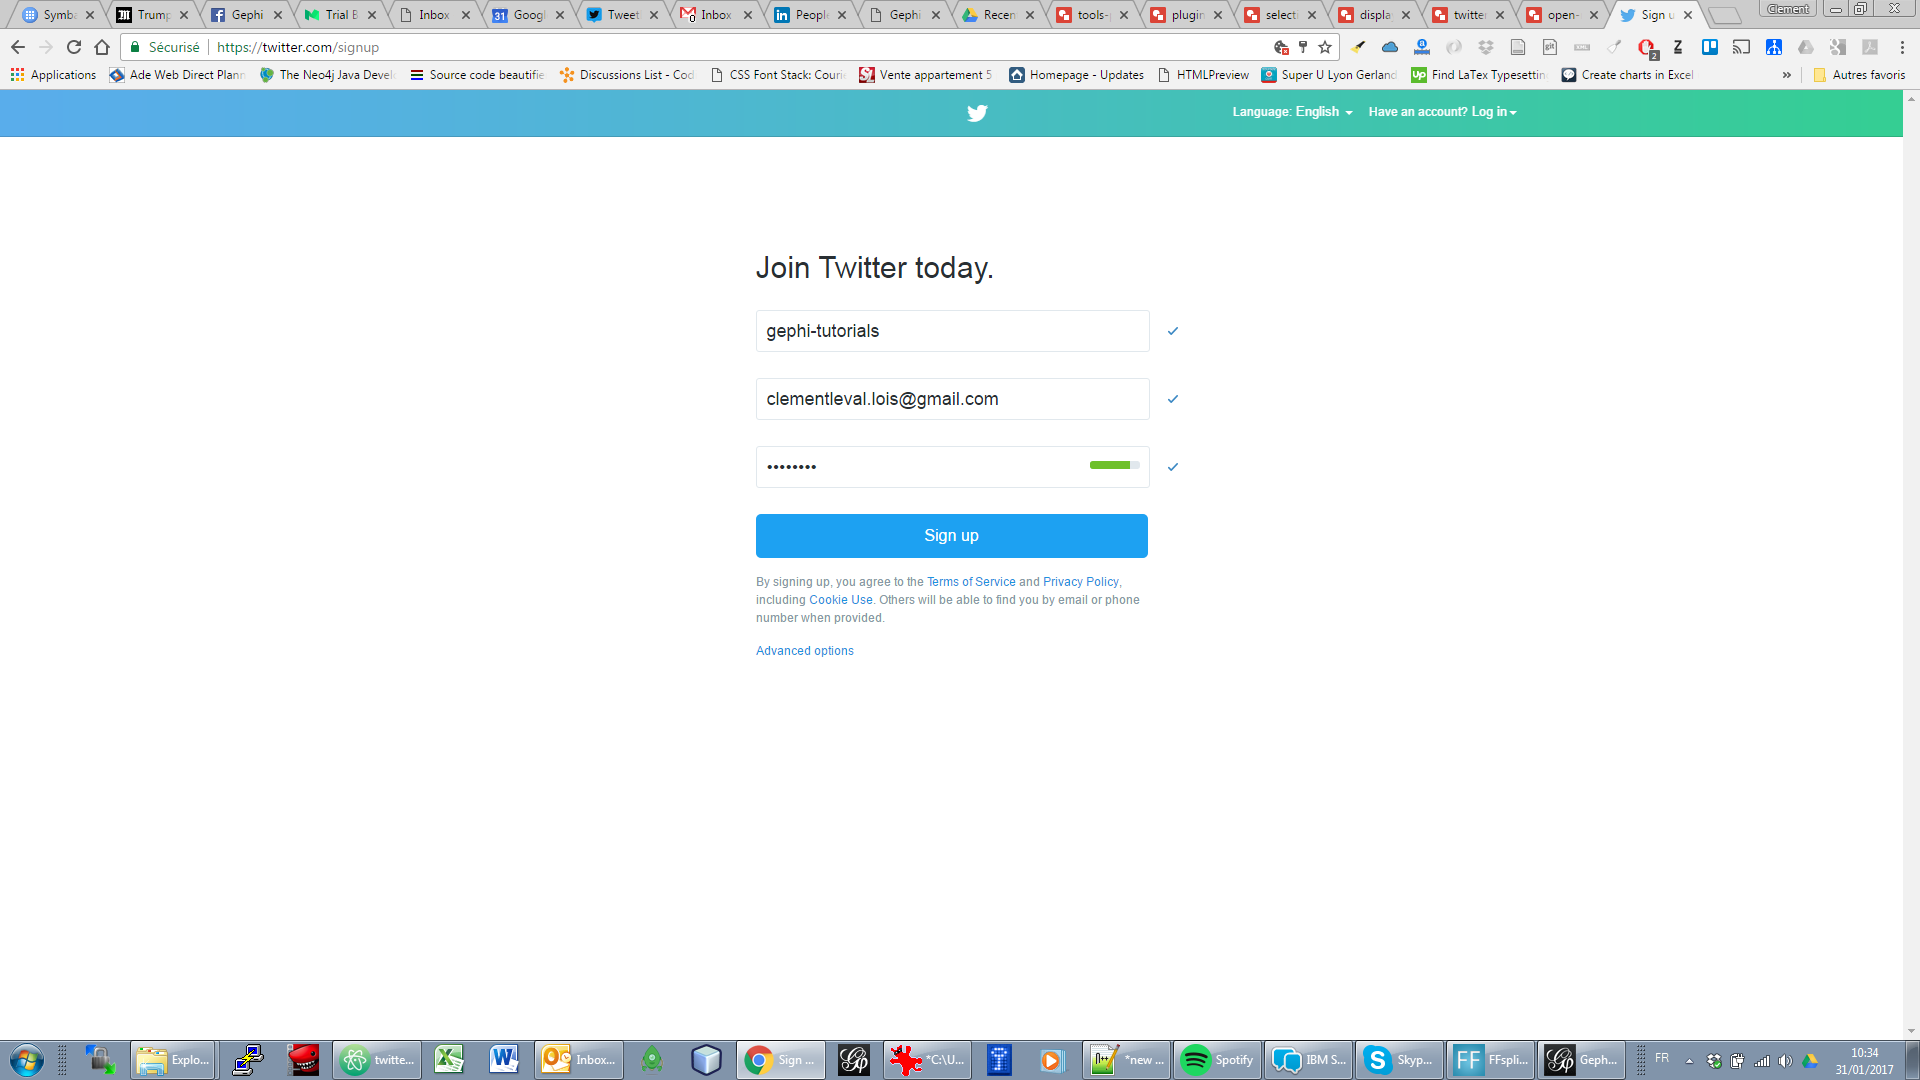 Symba Trump Gephi Trial B Inbox Googl Tweet Inbox People Gephi Recen tools-p plugin selecti displa twitter open- Sign u Clement
Sécurisé https://twitter.com/signup
Applications Ade Web Direct Plann The Neo4j Java Devel Source code beautifie Discussions List - Cod CSS Font Stack: Couri Vente appartement 5 Homepage - Updates HTMLPreview Super U Lyon Gerland Find LaTex Typesettin Create charts in Excel » Autres favoris
Language: English Have an account? Log in
Join Twitter today.
gephi-tutorials
clementleval.lois@gmail.com
••••••••
Sign up
By signing up, you agree to the Terms of Service and Privacy Policy,
including Cookie Use. Others will be able to find you by email or phone
number when provided.
Advanced options
Explo... twitte... Inbox... Sign ... *C:\U... *new ... Spotify IBM S... Skyp... FFspli... Geph... FR 10:34
31/01/2017